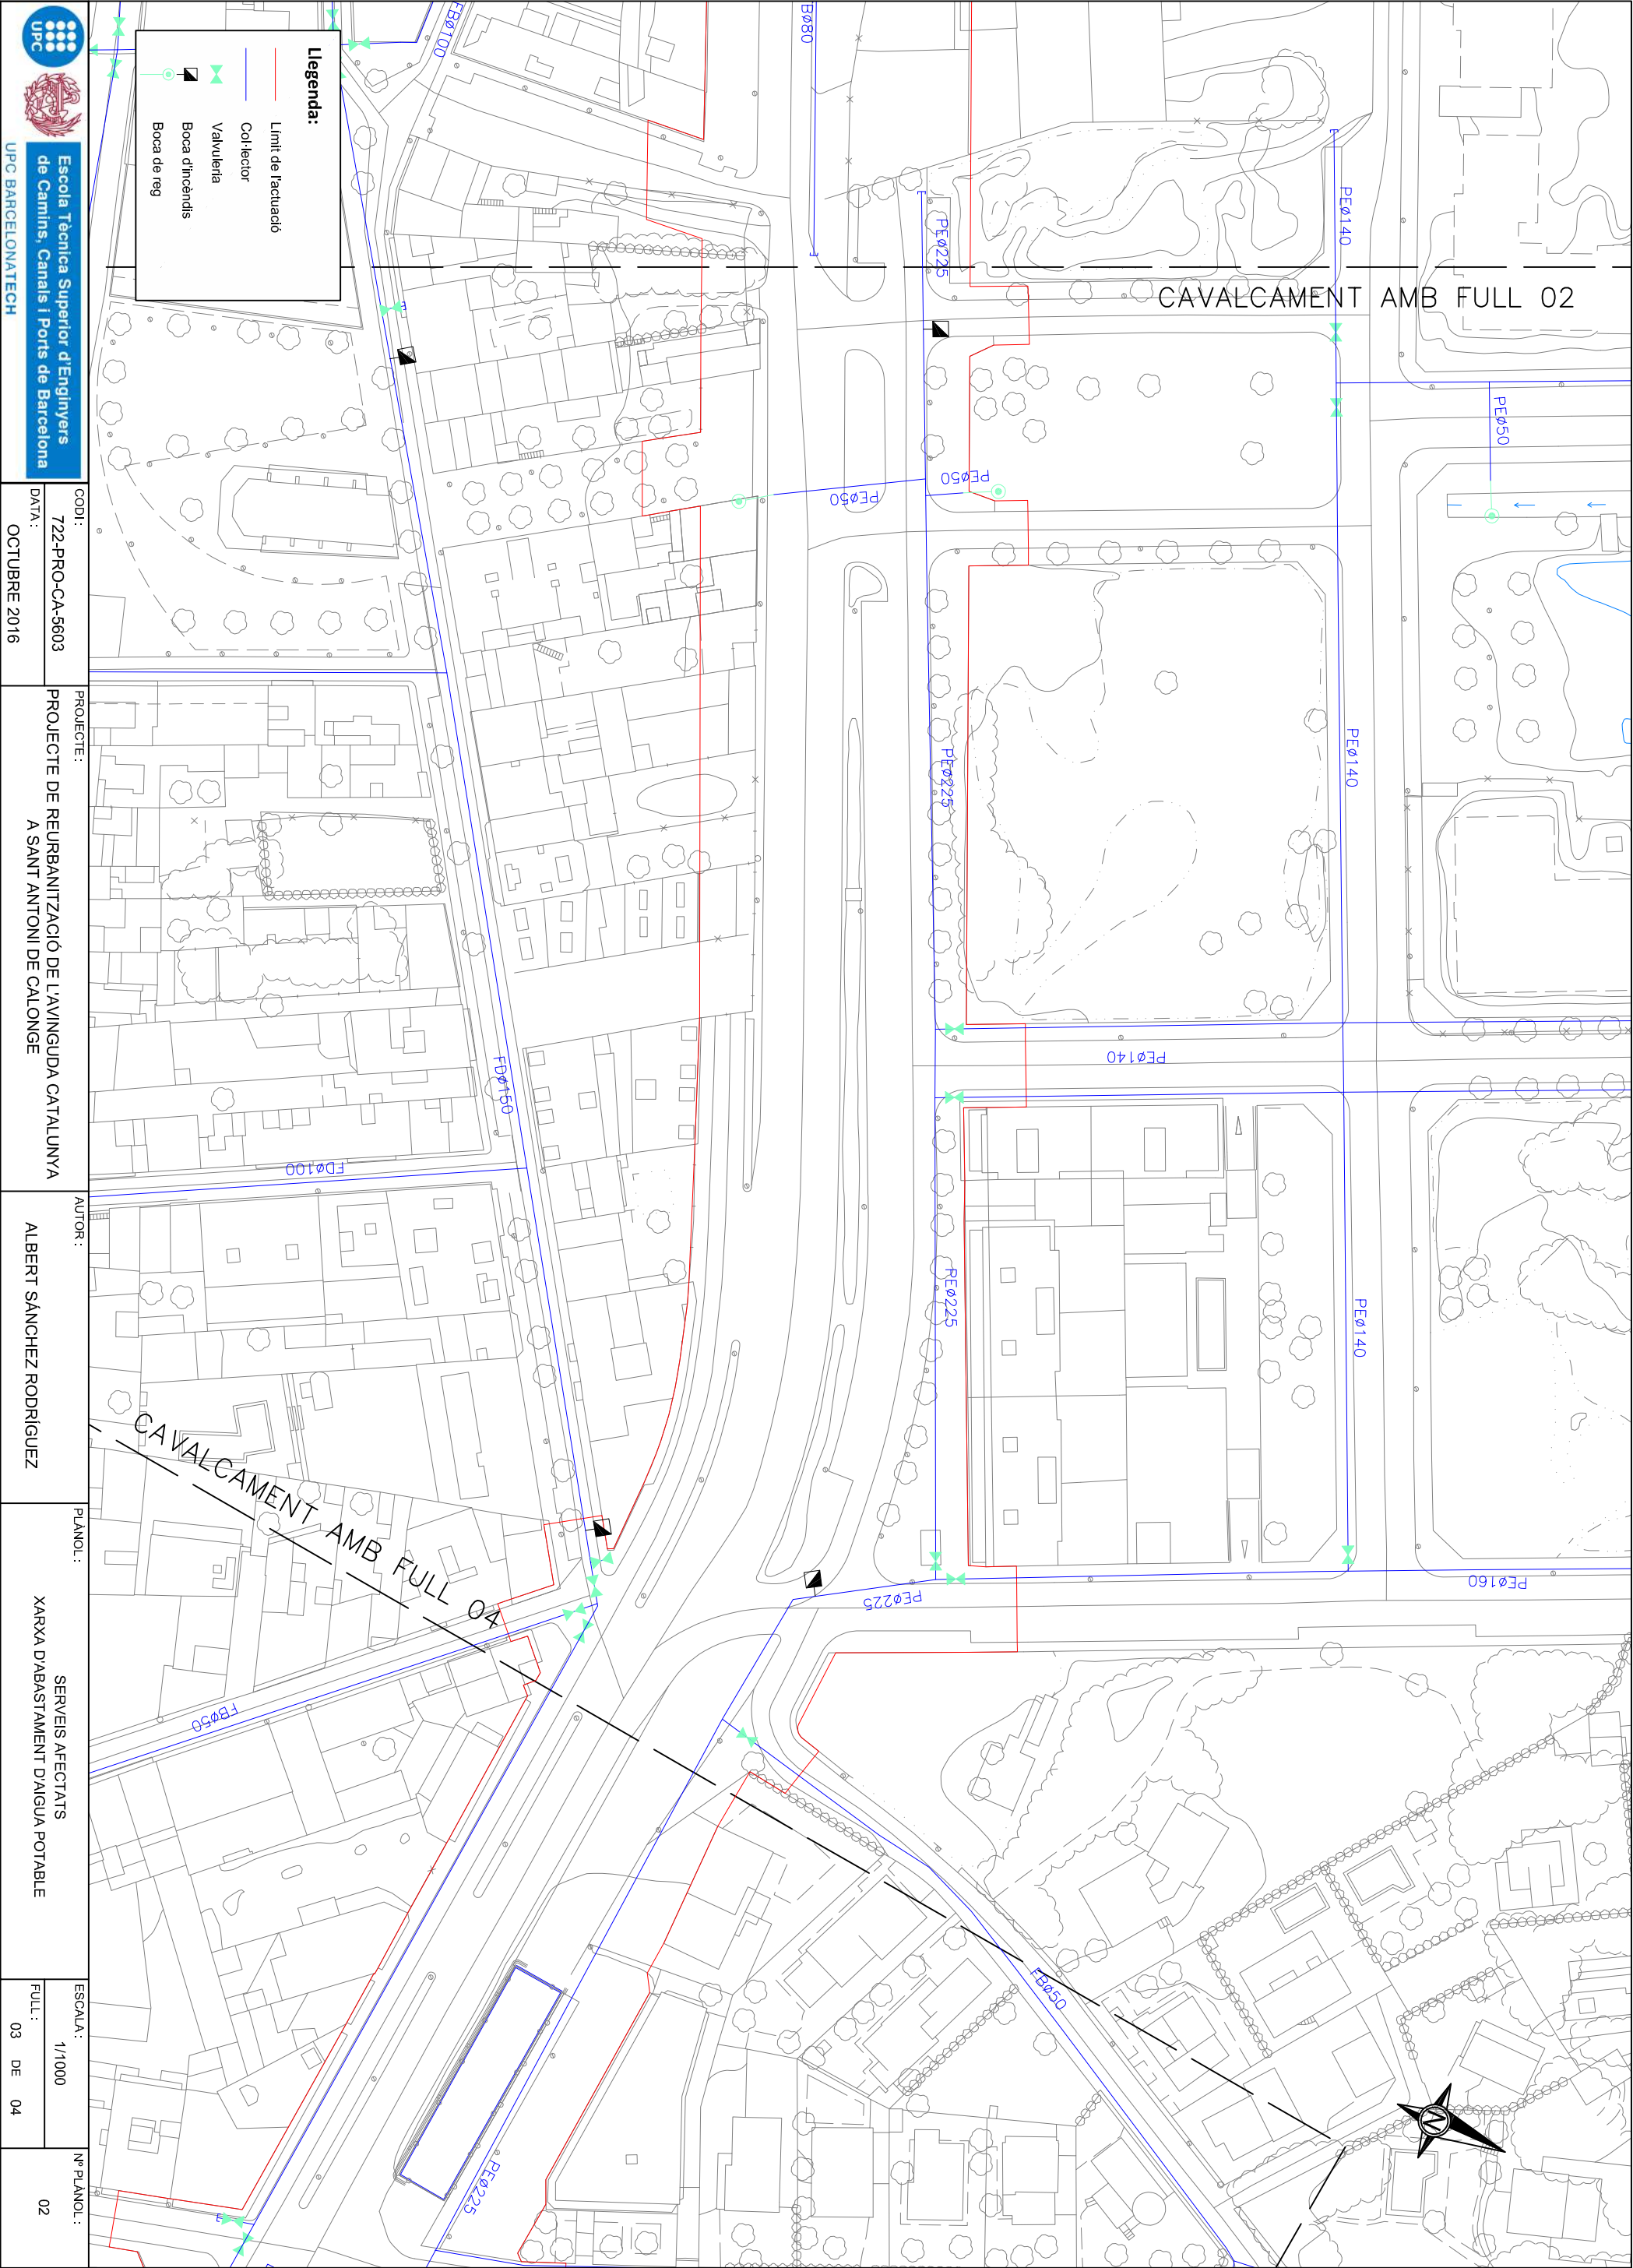 Llegenda:
Límit de l'actuació
Col·lector
Valvuleria
Boca d'incèndis
Boca de reg
FBØ100
BØ80
PEØ225
PEØ140
CAVALCAMENT AMB FULL 02
PEØ50
PEØ50
PEØ50
PEØ225
PEØ140
FDØ150
PEØ140
FDØ100
PEØ225
PEØ140
CAVALCAMENT AMB FULL 04
PEØ225
PEØ160
FBØ50
FBØ50
PEØ225
N
UPC
Escola Tècnica Superior d'Enginyers
de Camins, Canals i Ports de Barcelona
UPC BARCELONATECH
CODI :
722-PRO-CA-5603
DATA :
OCTUBRE 2016
PROJECTE :
PROJECTE DE REURBANITZACIÓ DE L'AVINGUDA CATALUNYA
A SANT ANTONI DE CALONGE
AUTOR :
ALBERT SÁNCHEZ RODRÍGUEZ
PLÀNOL :
SERVEIS AFECTATS
XARXA D'ABASTAMENT D'AIGUA POTABLE
ESCALA :
1/1000
FULL :
03 DE 04
Nº PLÀNOL :
02